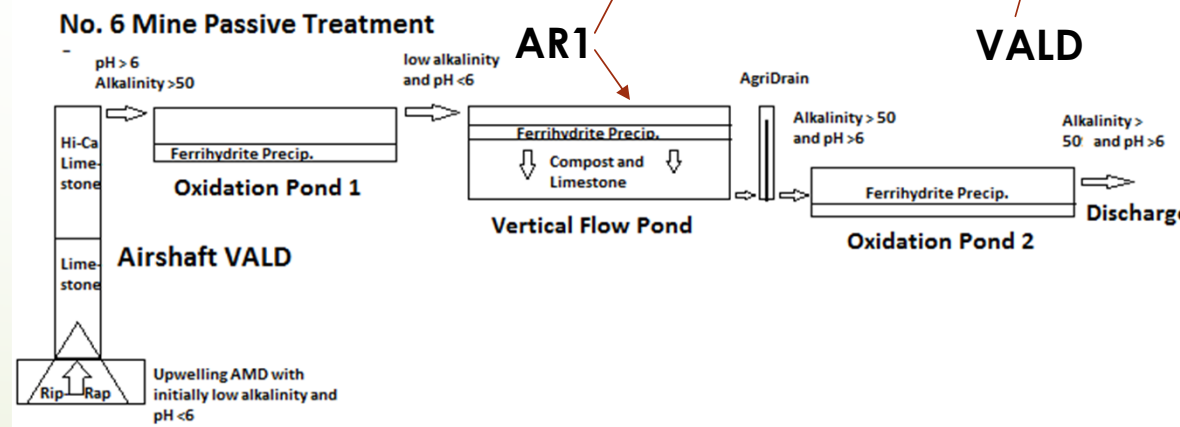 No. 6 Mine Passive Treatment
AR1
VALD
pH > 6
Alkalinity >50
low alkalinity
and pH <6
AgriDrain
Alkalinity > 50
and pH >6
Alkalinity >
50 and pH >6
Hi-Ca
Lime-
stone
Ferrihydrite Precip.
Oxidation Pond 1
Ferrihydrite Precip.
Compost and
Limestone
Vertical Flow Pond
Ferrihydrite Precip.
Oxidation Pond 2
Discharge
Airshaft VALD
Lime-
stone
Rip Rap
Upwelling AMD with
initially low alkalinity and
pH <6